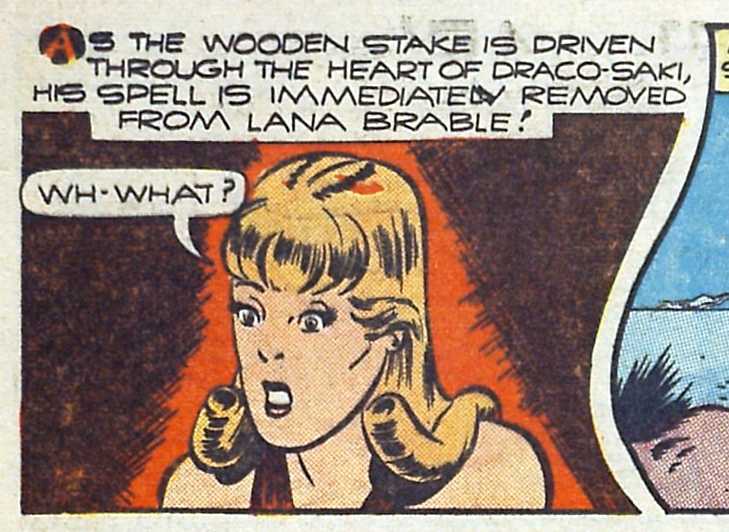 AS THE WOODEN STAKE IS DRIVEN
THROUGH THE HEART OF DRACO-SAKI,
HIS SPELL IS IMMEDIATELY REMOVED
FROM LANA BRABLE!
WH-WHAT?